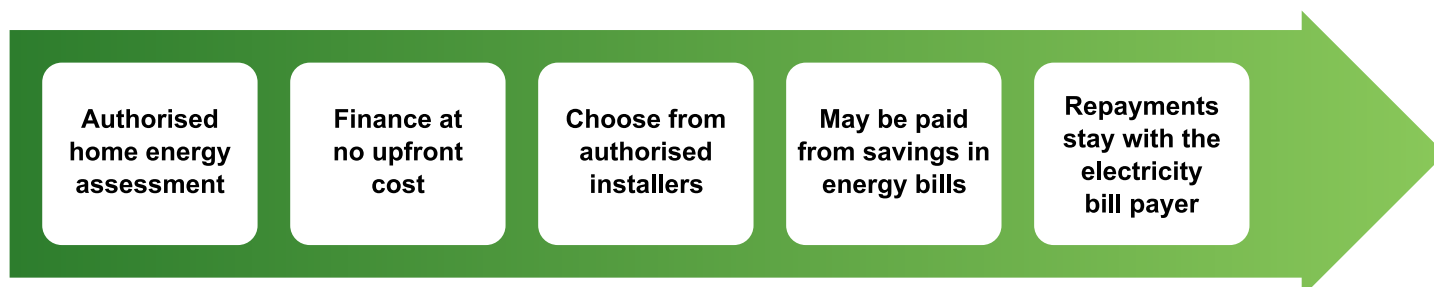 Authorised
home energy
assessment
Finance at
no upfront
cost
Choose from
authorised
installers
May be paid
from savings in
energy bills
Repayments
stay with the
electricity
bill payer